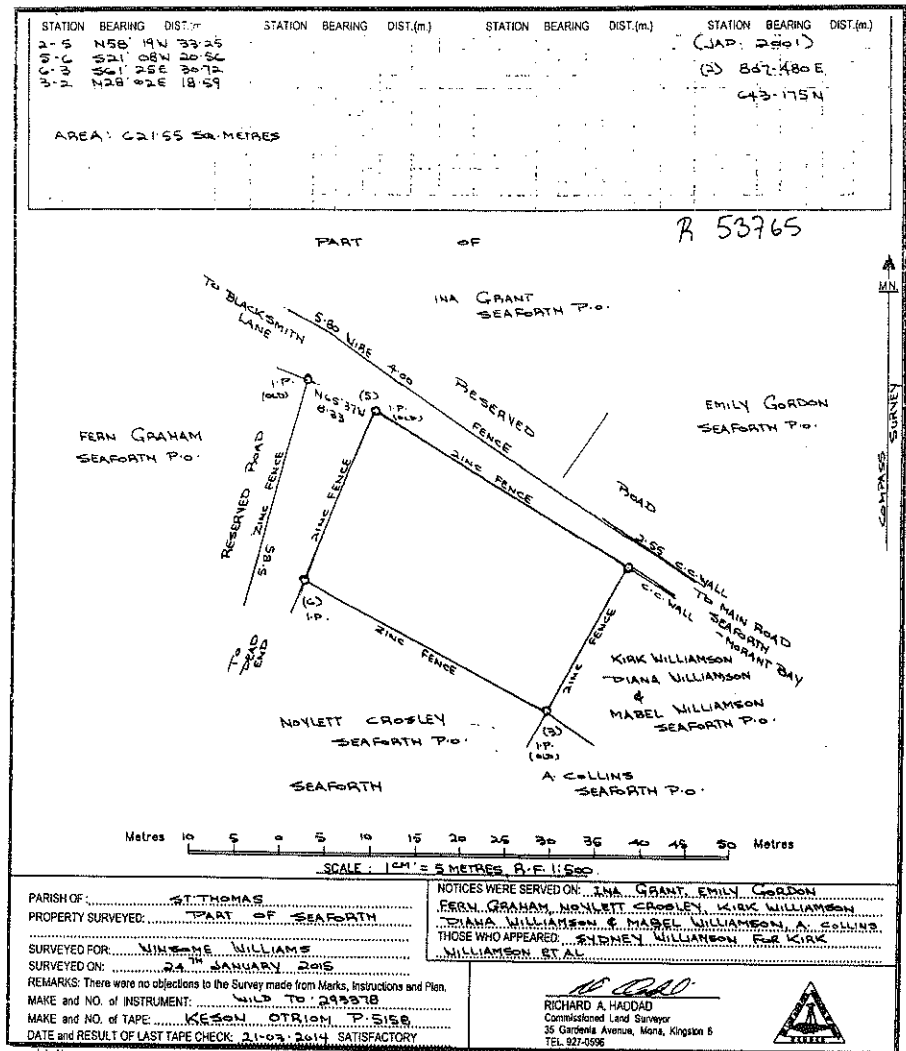 STATION BEARING DIST. STATION BEARING DIST.(m.) STATION BEARING DIST.(m.) STATION BEARING DIST.(m.)
2-5 N58° 19W 33.25
5-6 S21° 08W 20.56
6-3 S61° 25E 30.72
3-2 N28° 02E 18.59
(JAD. 2001)
(2) 807.480 E
643.175 N
AREA: 621.55 SQ. METRES
R 53765
PART OF
INA GRANT
SEAFORTH P.O.
TO BLACKSMITH
LANE
5.80 WIRE 4.00 FENCE
RESERVED ROAD
EMILY GORDON
SEAFORTH P.O.
MN.
COMPASS SURVEY
I.P.
(OLD)
N65.37W
8.33
(5)
I.P.
(OLD)
FERN GRAHAM
SEAFORTH P.O.
RESERVED ROAD
ZINC FENCE
5.85
ZINC FENCE
ZINC FENCE
2.55 C.C. WALL
C.C. WALL
TO MAIN ROAD
SEAFORTH
-MORANT BAY
(6)
I.P.
TO DEAD
END
ZINC FENCE
ZINC FENCE
KIRK WILLIAMSON
DIANA WILLIAMSON
&
MABEL WILLIAMSON
SEAFORTH P.O.
NOYLETT CROSLEY
SEAFORTH P.O.
(3)
I.P.
(OLD)
A. COLLINS
SEAFORTH P.O.
SEAFORTH
Metres 10 5 0 5 10 15 20 25 30 35 40 45 50 Metres
SCALE : 1CM = 5 METRES, R.F. 1:500
PARISH OF: ST. THOMAS
PROPERTY SURVEYED: PART OF SEAFORTH
SURVEYED FOR: WINSOME WILLIAMS
SURVEYED ON: 24TH JANUARY 2015
REMARKS: There were no objections to the Survey made from Marks, Instructions and Plan.
MAKE and NO. of INSTRUMENT: WILD TO 293378
MAKE and NO. of TAPE: KESON OTRIOM P.5158
DATE and RESULT OF LAST TAPE CHECK: 21-03-2014 SATISFACTORY
NOTICES WERE SERVED ON: INA GRANT, EMILY GORDON
FERN GRAHAM, NOYLETT CROSLEY, KIRK WILLIAMSON
DIANA WILLIAMSON & MABEL WILLIAMSON, A. COLLINS
THOSE WHO APPEARED: SYDNEY WILLIAMSON FOR KIRK
WILLIAMSON ET AL
RICHARD A. HADDAD
Commissioned Land Surveyor
35 Gardenia Avenue, Mona, Kingston 6
TEL. 927-0596